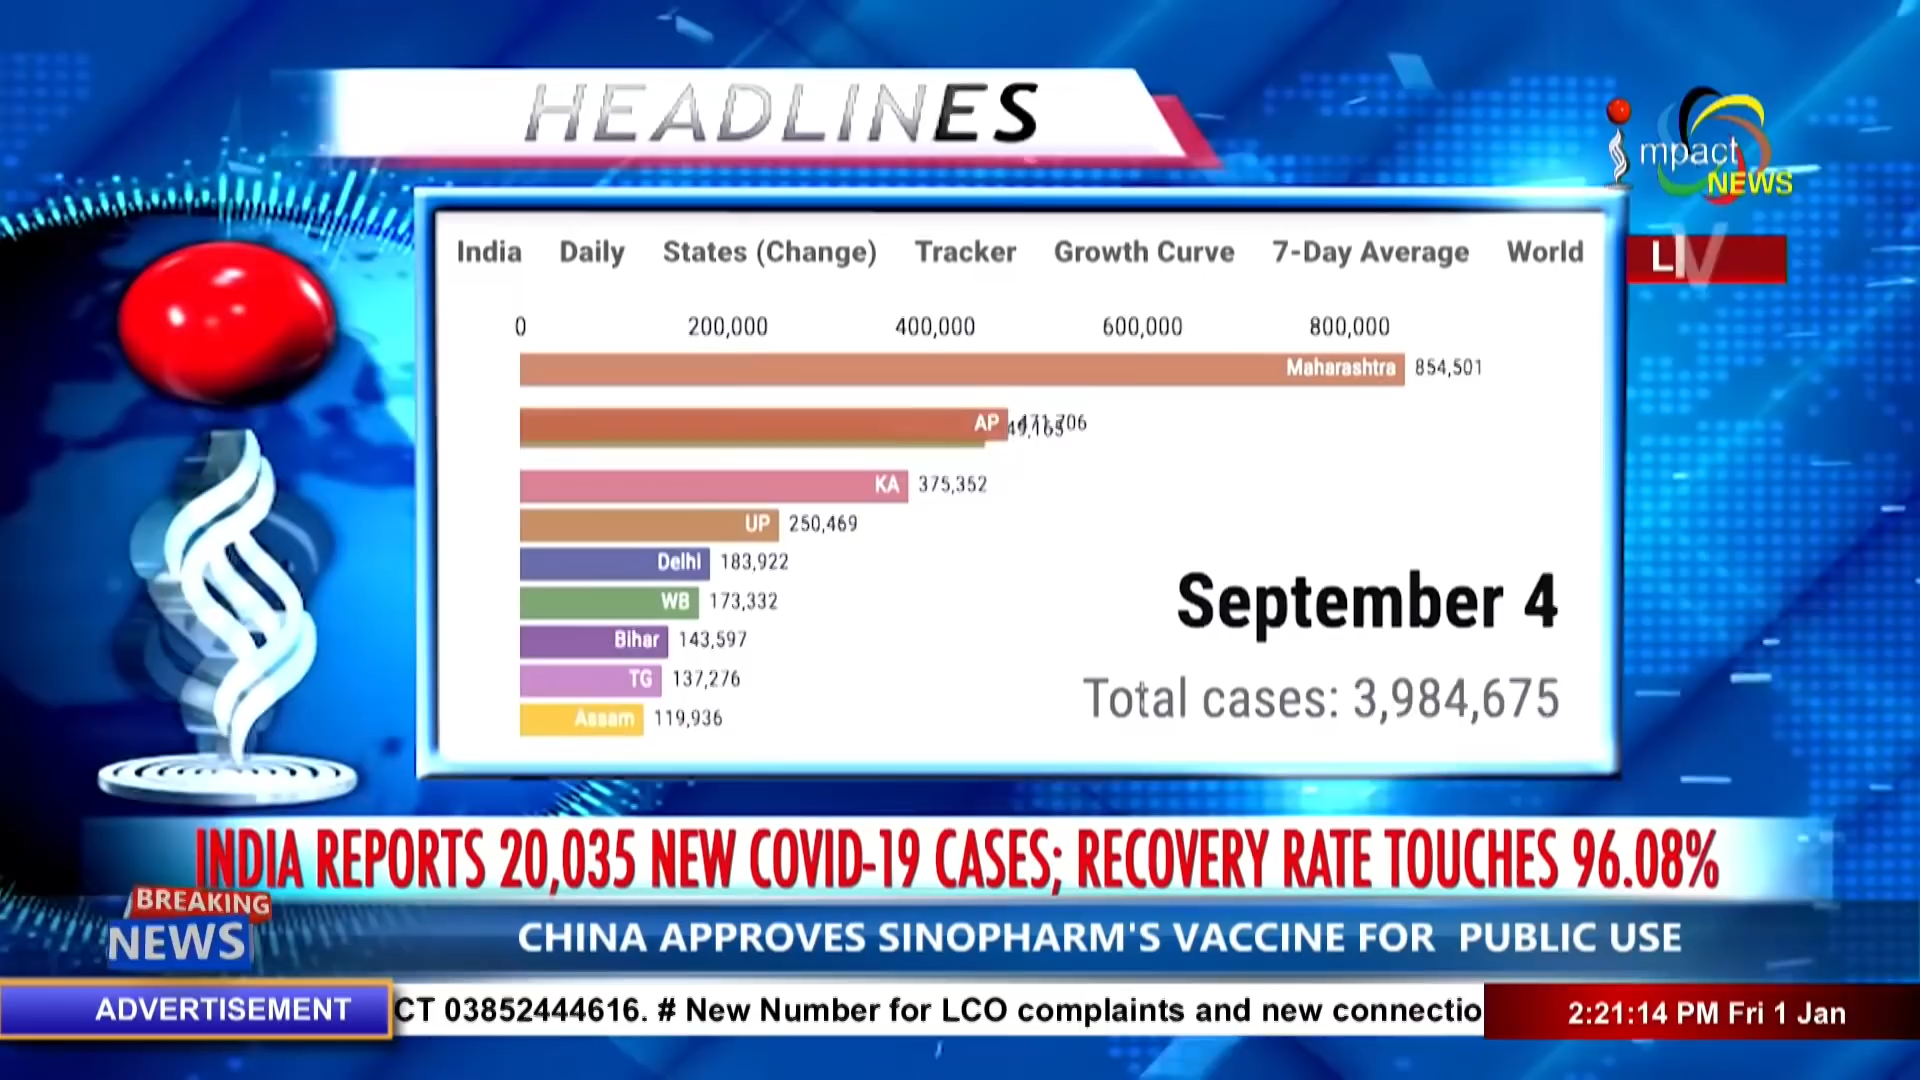 HEADLINES
mpact
NEWS
LIV
India Daily States (Change) Tracker Growth Curve 7-Day Average World
0 200,000 400,000 600,000 800,000
Maharashtra 854,501
AP
KA 375,352
UP 250,469
Delhi 183,922
WB 173,332
Bihar 143,597
TG 137,276
Assam 119,936
September 4
Total cases: 3,984,675
INDIA REPORTS 20,035 NEW COVID-19 CASES; RECOVERY RATE TOUCHES 96.08%
BREAKING
NEWS
CHINA APPROVES SINOPHARM'S VACCINE FOR PUBLIC USE
ADVERTISEMENT
CT 03852444616. # New Number for LCO complaints and new connectio
2:21:14 PM Fri 1 Jan